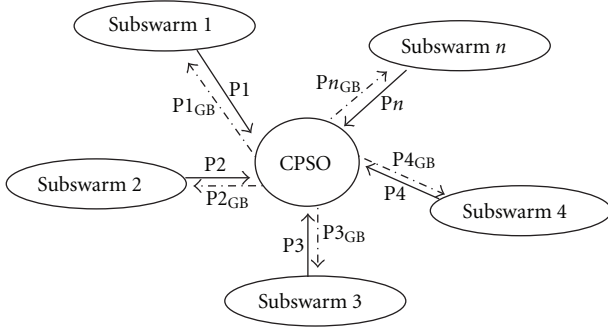 Subswarm 1
Subswarm n
P1
P1GB
PnGB
Pn
CPSO
P2
P2GB
Subswarm 2
P4GB
P4
Subswarm 4
P3
P3GB
Subswarm 3